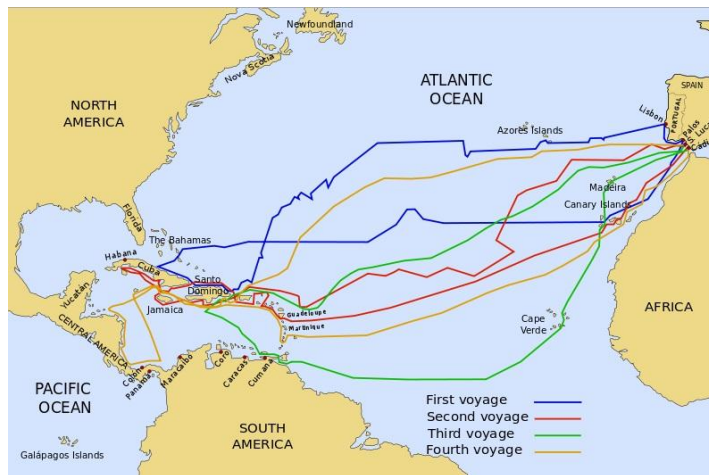 Newfoundland
Nova Scotia
NORTH
AMERICA
ATLANTIC
OCEAN
SPAIN
PORTUGAL
Lisbon
Palos
Azores Islands
Madeira
Canary Islands
Florida
The Bahamas
Habana
Cuba
Santo
Domingo
Yucatán
Jamaica
Guadeloupe
Martinique
CENTRAL AMERICA
Cape
Verde
AFRICA
Colon
Panama
Maracaibo
Coro
Caracas
Cumana
PACIFIC
OCEAN
SOUTH
AMERICA
Galápagos Islands
First voyage
Second voyage
Third voyage
Fourth voyage